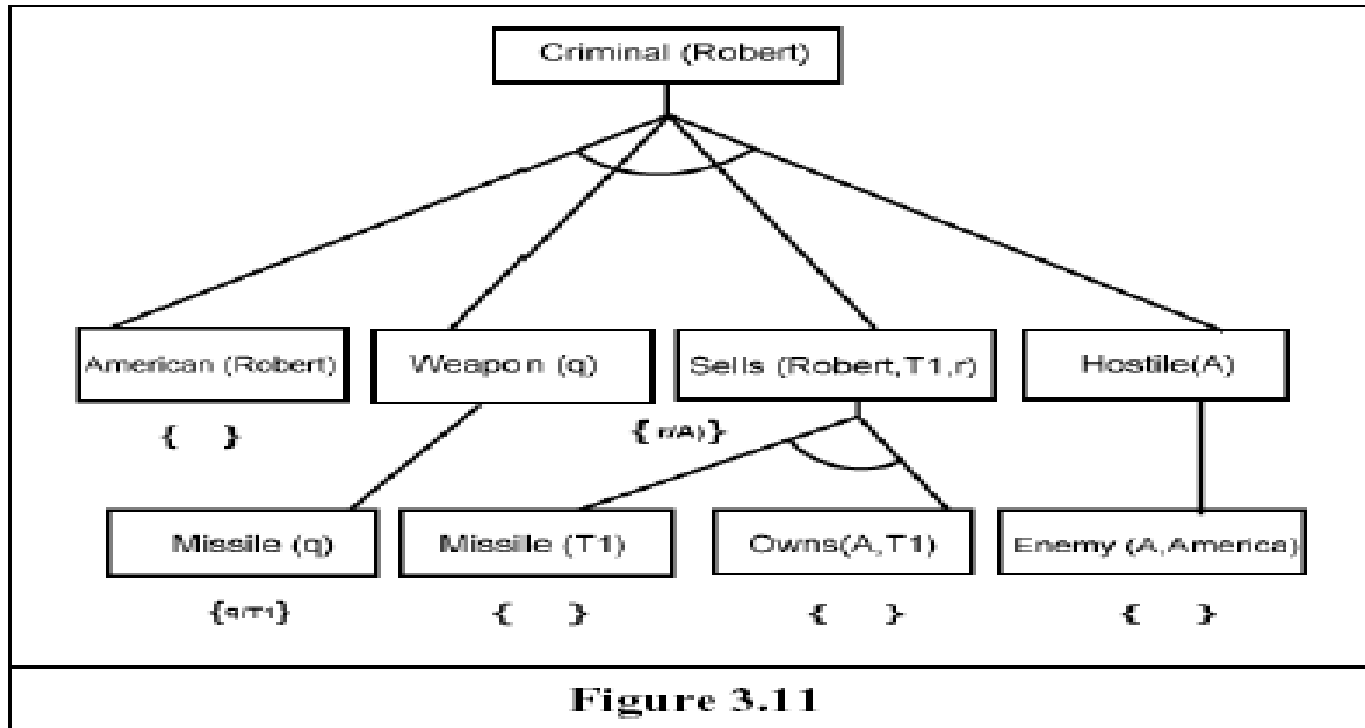 Criminal (Robert)
American (Robert)
Weapon (q)
Sells (Robert,T1,r)
Hostile(A)
{ }
{ r/A) }
Missile (q)
Missile (T1)
Owns(A,T1)
Enemy (A,America)
{q/T1}
{ }
{ }
{ }
Figure 3.11